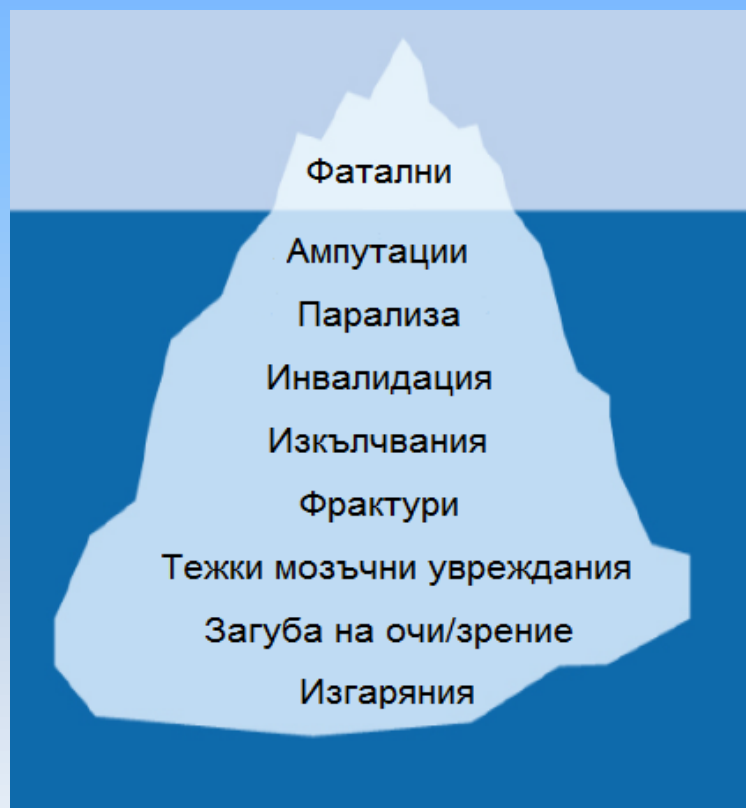 Фатални
Ампутации
Парализа
Инвалидация
Изкълчвания
Фрактури
Тежки мозъчни увреждания
Загуба на очи/зрение
Изгаряния